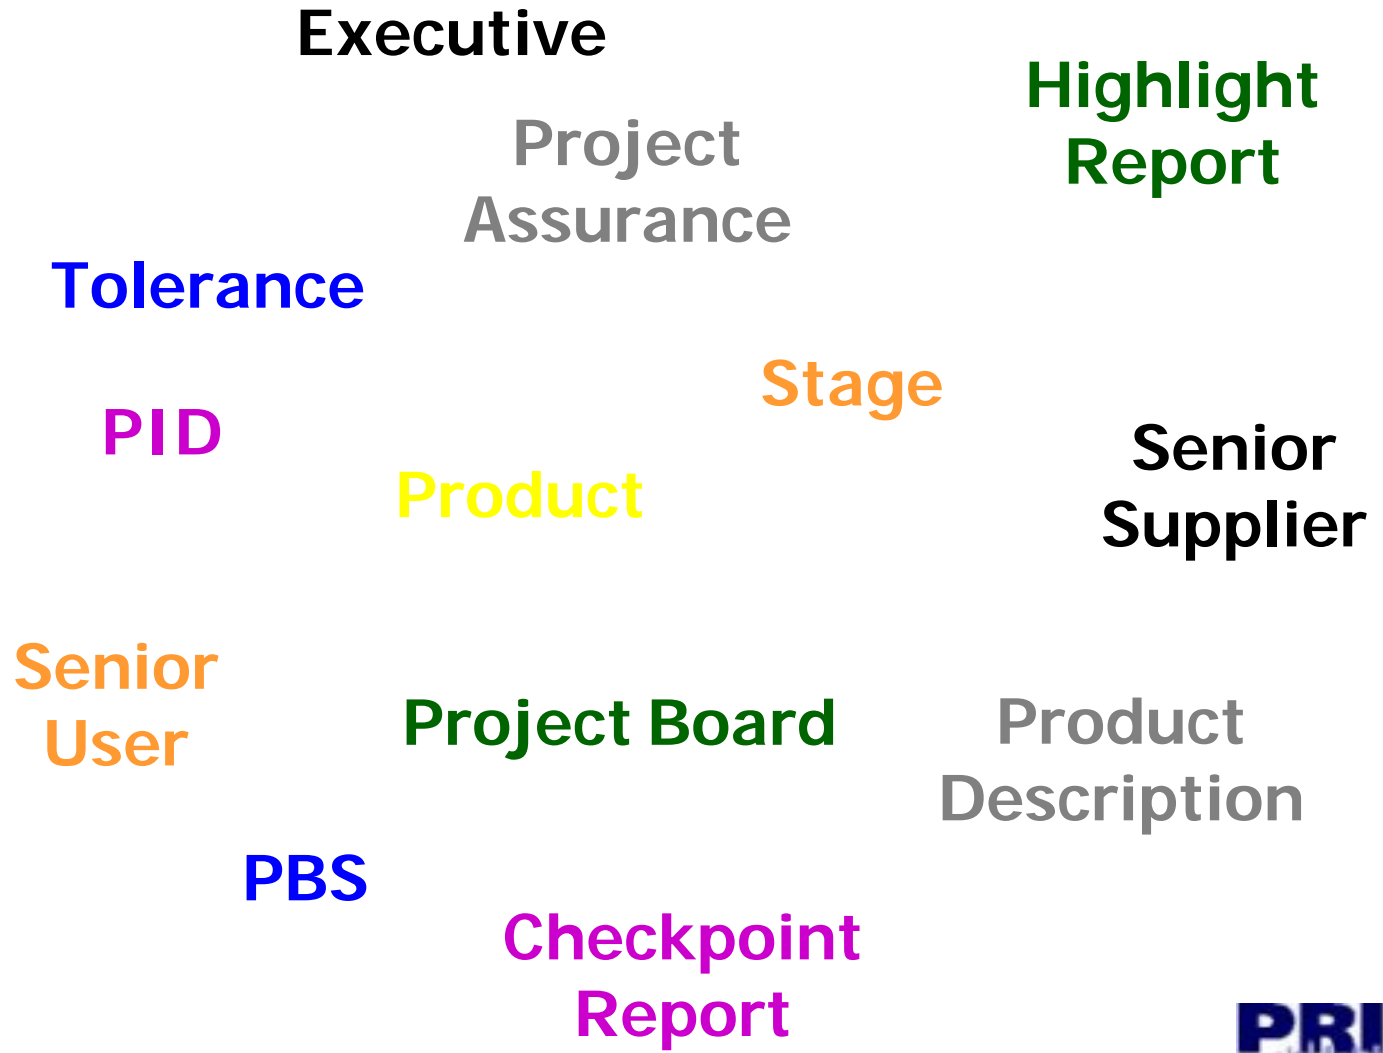 Executive
Highlight
Report
Project
Assurance
Tolerance
Stage
PID
Senior
Supplier
Product
Senior
User
Project Board
Product
Description
PBS
Checkpoint
Report
PRI